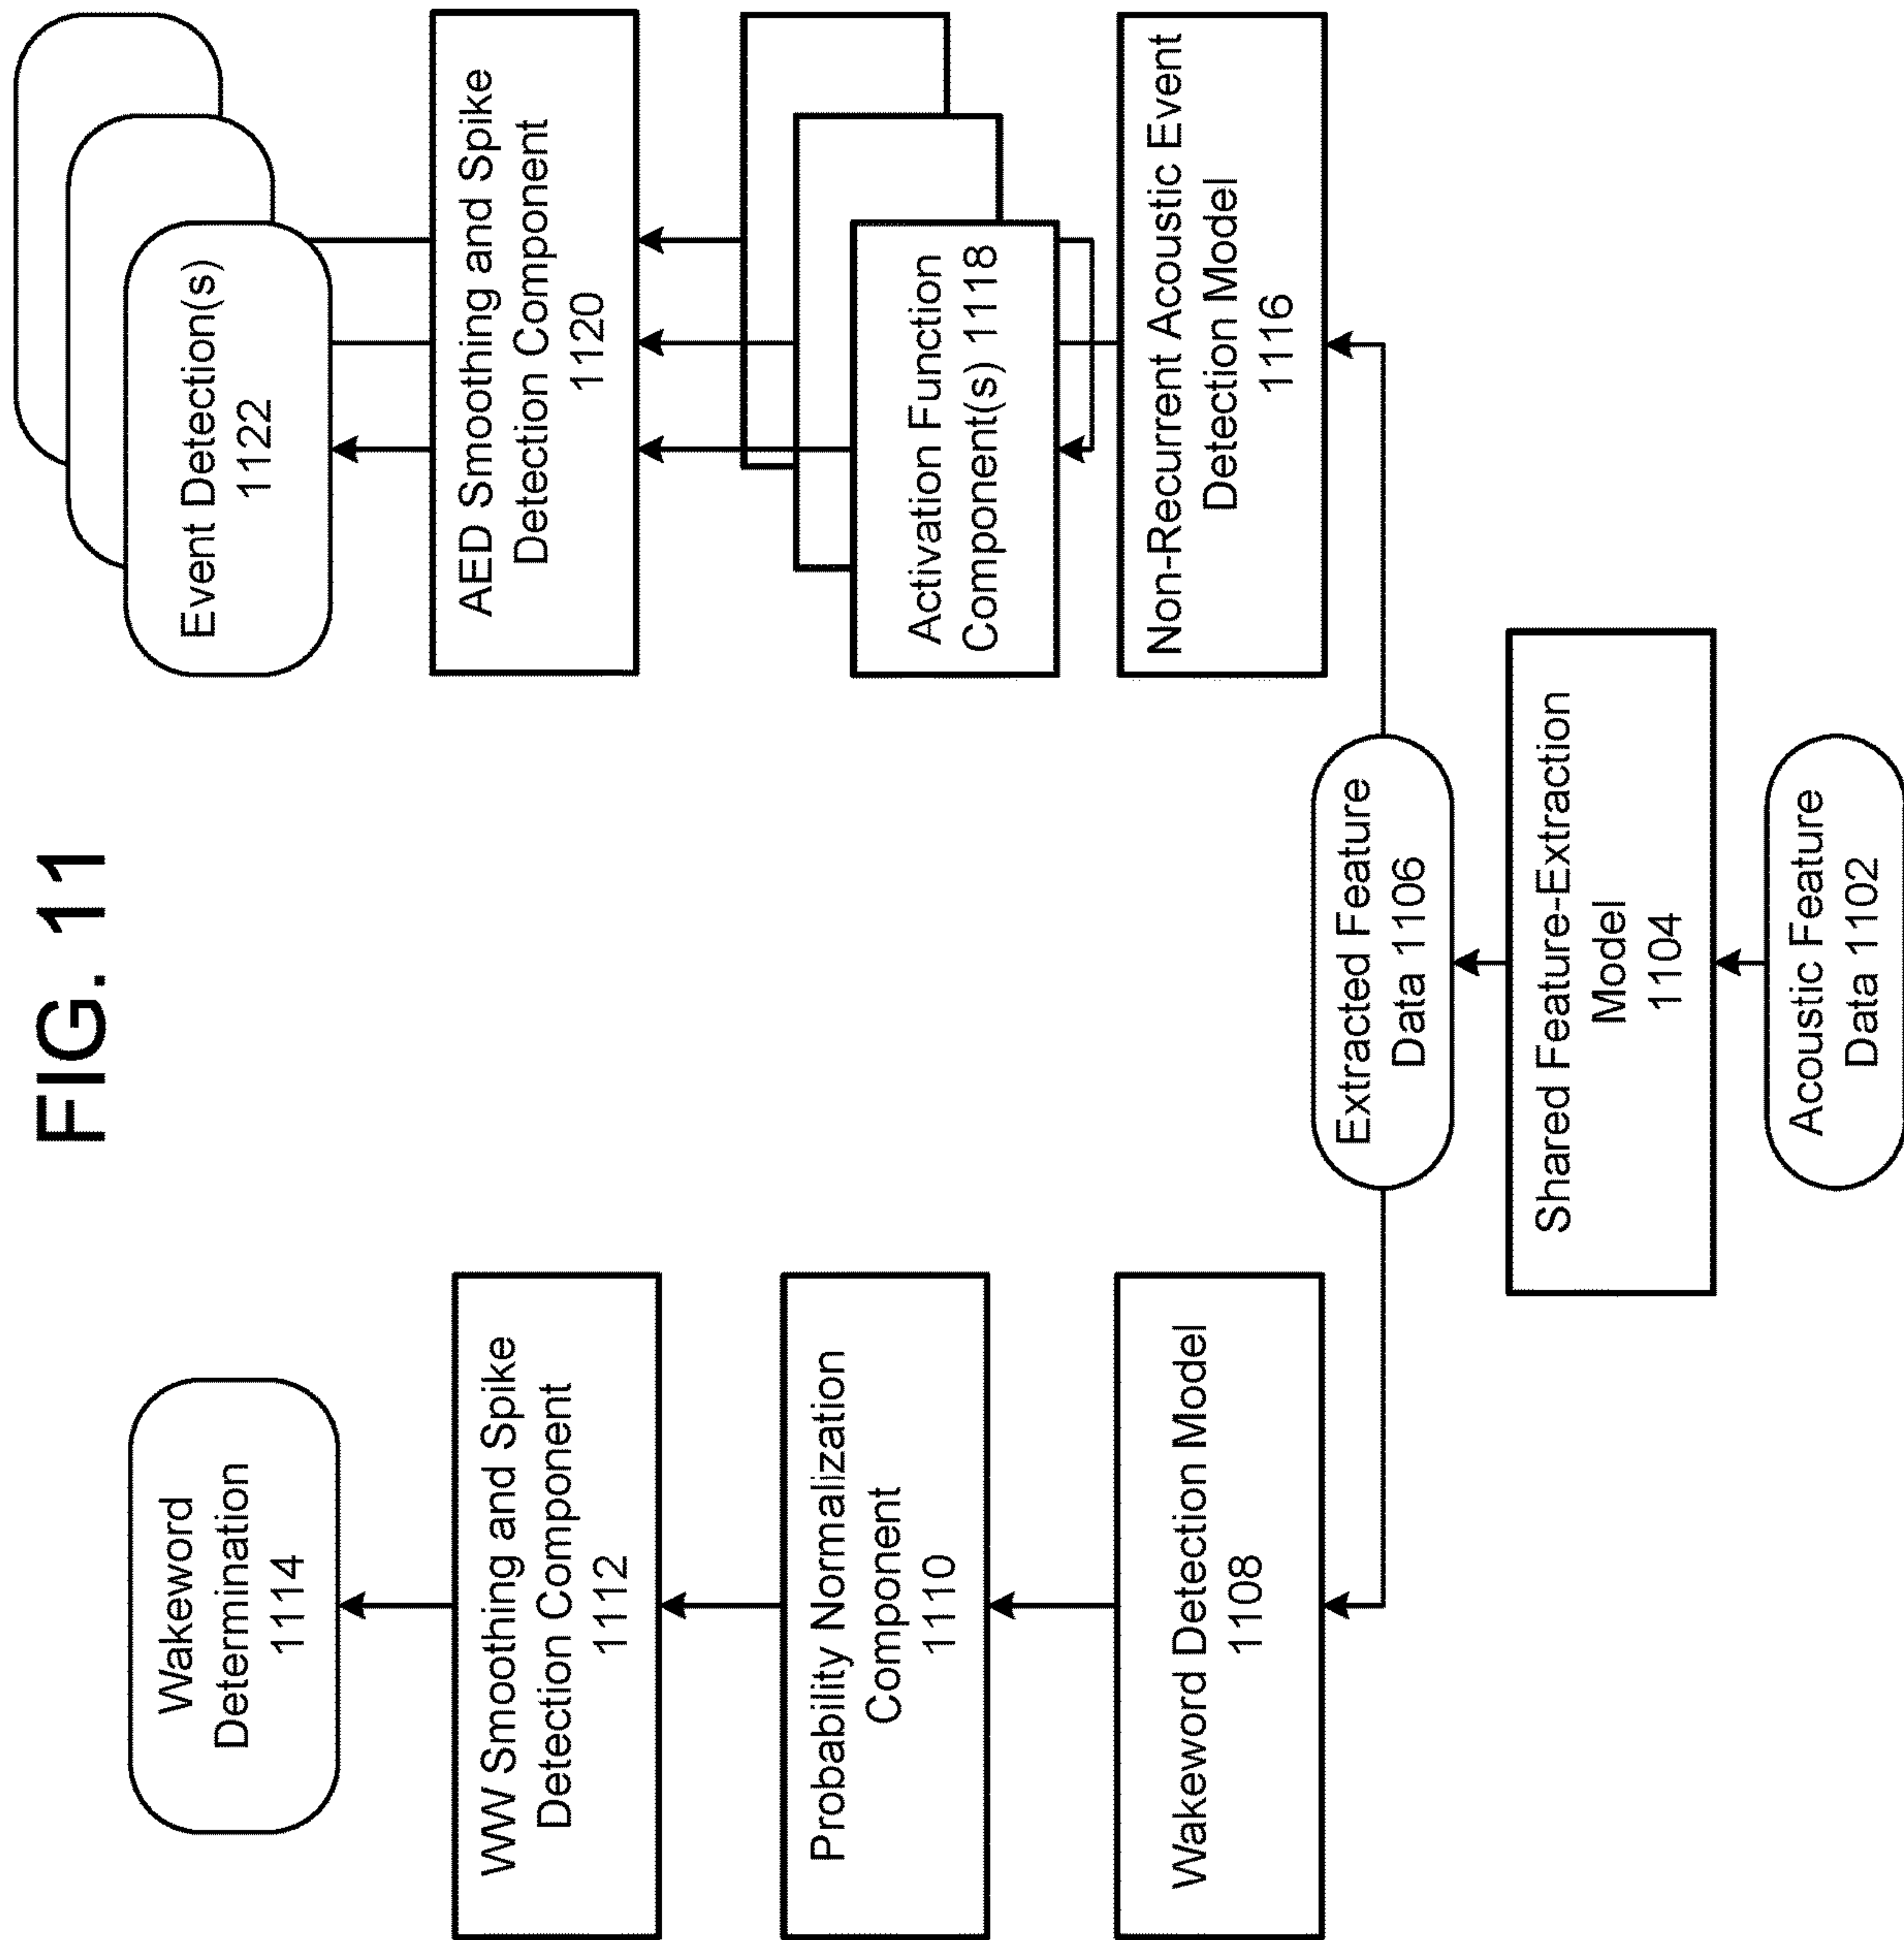 FIG. 11
Wakeword
Determination
1114
WW Smoothing and Spike
Detection Component
1112
Probability Normalization
Component
1110
Wakeword Detection Model
1108
Event Detection(s)
1122
AED Smoothing and Spike
Detection Component
1120
Activation Function
Component(s) 1118
Non-Recurrent Acoustic Event
Detection Model
1116
Extracted Feature
Data 1106
Shared Feature-Extraction
Model
1104
Acoustic Feature
Data 1102